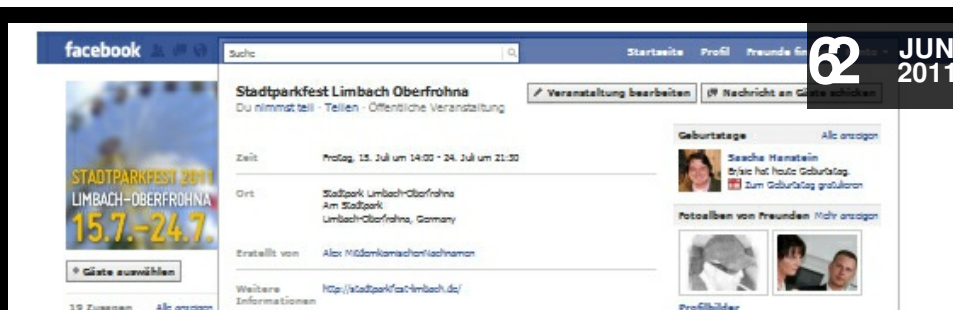 facebook
Suche
Startseite Profil Freunde fin
JUN
2011
Stadtparkfest Limbach Oberfrohna
Du nimmst teil · Teilen · Öffentliche Veranstaltung
Veranstaltung bearbeiten
Nachricht an Gäste schicken
STADTPARKFEST 2011
LIMBACH-OBERFROHNA
15.7.-24.7.
+ Gäste auswählen
19 Zusagen Alle anzeigen
Zeit Freitag, 15. Juli um 14:00 - 24. Juli um 21:30
Ort Stadtpark Limbach-Oberfrohna
Am Stadtpark
Limbach-Oberfrohna, Germany
Erstellt von Alex MitdemkomischenNachnamen
Weitere
Informationen
http://stadtparkfest-limbach.de/
Geburtstage Alle anzeigen
Sascha Hanstein
Er/sie hat heute Geburtstag.
Zum Geburtstag gratulieren
Fotoalben von Freunden Mehr anzeigen
Profilbilder